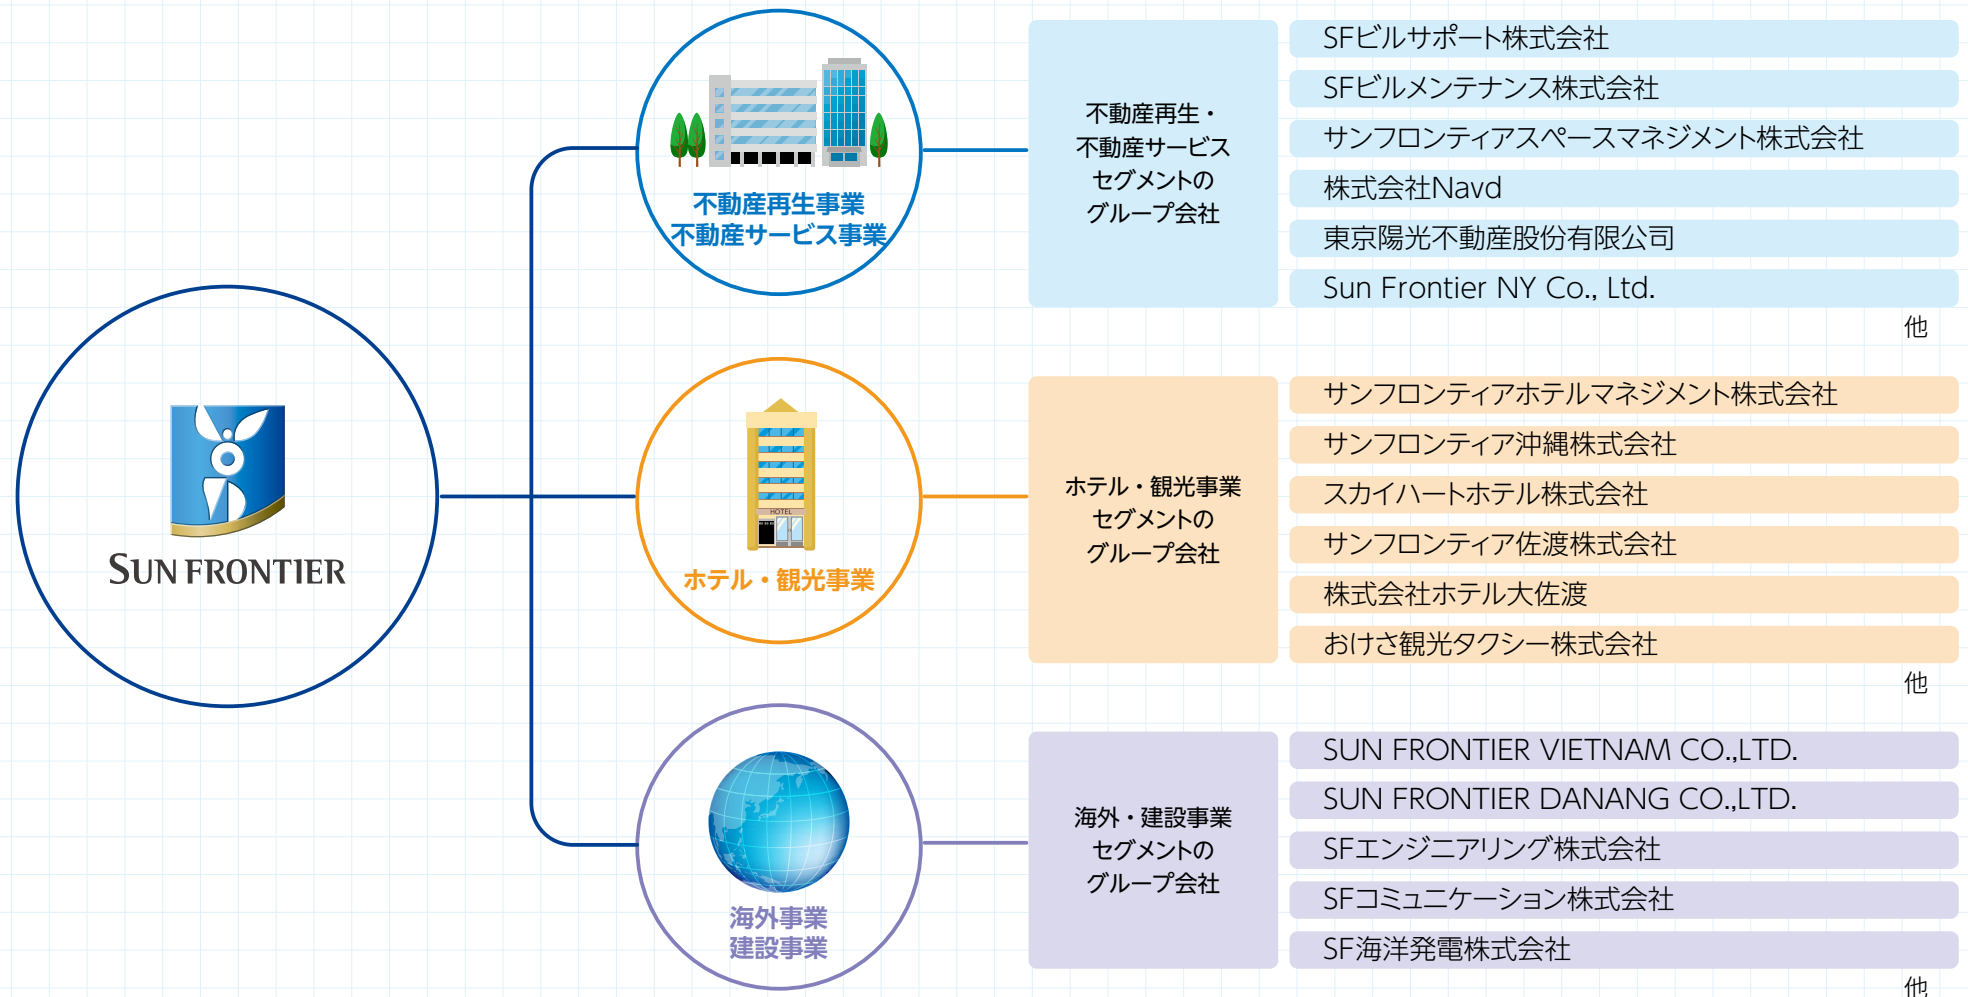 SUN FRONTIER
不動産再生事業
不動産サービス事業
不動産再生・
不動産サービス
セグメントの
グループ会社
SFビルサポート株式会社
SFビルメンテナンス株式会社
サンフロンティアスペースマネジメント株式会社
株式会社Navd
東京陽光不動産股份有限公司
Sun Frontier NY Co., Ltd.
他
HOTEL
ホテル・観光事業
ホテル・観光事業
セグメントの
グループ会社
サンフロンティアホテルマネジメント株式会社
サンフロンティア沖縄株式会社
スカイハートホテル株式会社
サンフロンティア佐渡株式会社
株式会社ホテル大佐渡
おけさ観光タクシー株式会社
他
海外事業
建設事業
海外・建設事業
セグメントの
グループ会社
SUN FRONTIER VIETNAM CO.,LTD.
SUN FRONTIER DANANG CO.,LTD.
SFエンジニアリング株式会社
SFコミュニケーション株式会社
SF海洋発電株式会社
他